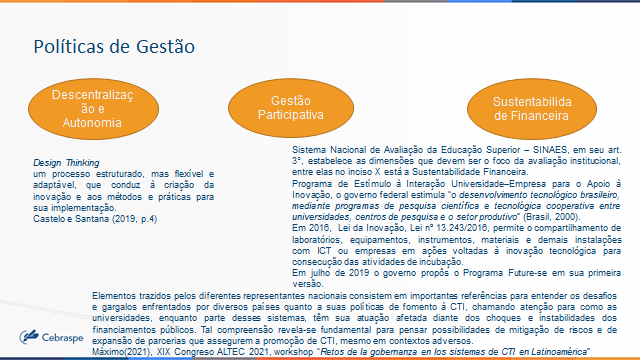 Políticas de Gestão
Descentralizaç
ão e
Autonomia
Gestão
Participativa
Sustentabilida
de Financeira
Design Thinking
um processo estruturado, mas flexível e
adaptável, que conduz à criação da
inovação e aos métodos e práticas para
sua implementação.
Castelo e Santana (2019, p.4)
Sistema Nacional de Avaliação da Educação Superior – SINAES, em seu art.
3°, estabelece as dimensões que devem ser o foco da avaliação institucional,
entre elas no inciso X está a Sustentabilidade Financeira.
Programa de Estímulo à Interação Universidade–Empresa para o Apoio à
Inovação, o governo federal estimula “o desenvolvimento tecnológico brasileiro,
mediante programas de pesquisa científica e tecnológica cooperativa entre
universidades, centros de pesquisa e o setor produtivo” (Brasil, 2000).
Em 2016, Lei da Inovação, Lei n° 13.243/2016, permite o compartilhamento de
laboratórios, equipamentos, instrumentos, materiais e demais instalações
com ICT ou empresas em ações voltadas à inovação tecnológica para
consecução das atividades de incubação.
Em julho de 2019 o governo propôs o Programa Future-se em sua primeira
versão.
Elementos trazidos pelos diferentes representantes nacionais consistem em importantes referências para entender os desafios
e gargalos enfrentados por diversos países quanto a suas políticas de fomento à CTI, chamando atenção para como as
universidades, enquanto parte desses sistemas, têm sua atuação afetada diante dos choques e instabilidades dos
financiamentos públicos. Tal compreensão revela-se fundamental para pensar possibilidades de mitigação de riscos e de
expansão de parcerias que assegurem a promoção de CTI, mesmo em contextos adversos.
Máximo(2021), XIX Congreso ALTEC 2021, workshop “Retos de la gobernanza en los sistemas de CTI en Latinoamérica”
Cebraspe